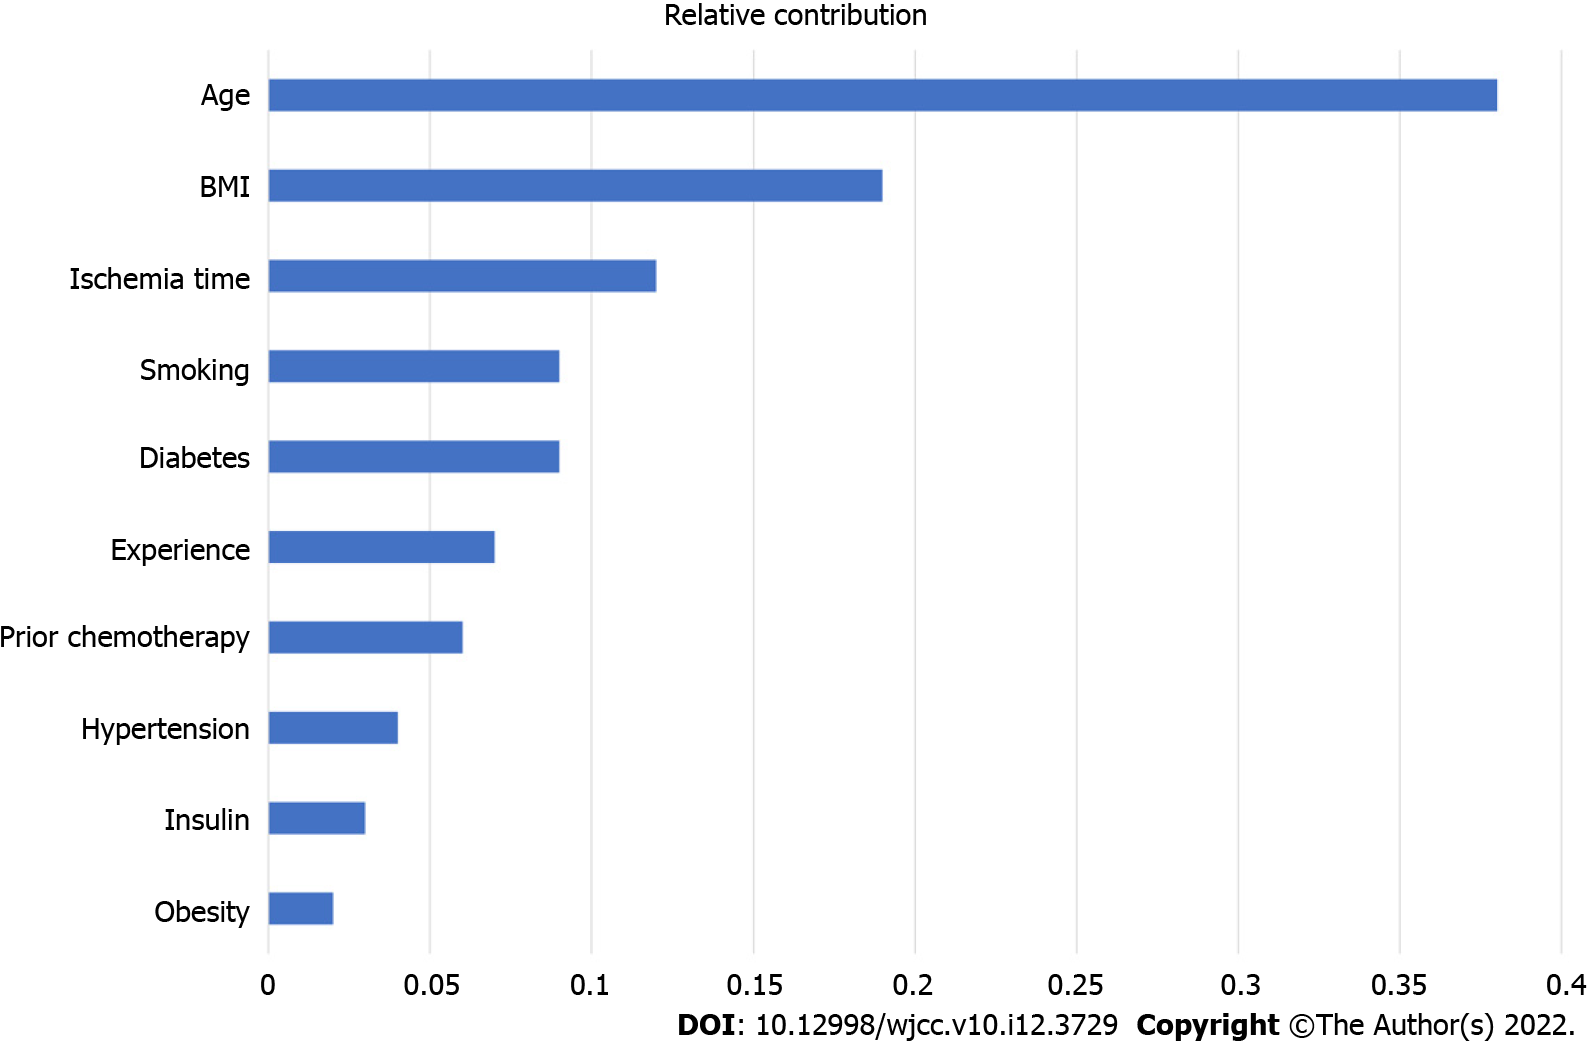 Relative contribution
Age
BMI
Ischemia time
Smoking
Diabetes
Experience
Prior chemotherapy
Hypertension
Insulin
Obesity
0 0.05 0.1 0.15 0.2 0.25 0.3 0.35 0.4
DOI: 10.12998/wjcc.v10.i12.3729 Copyright ©The Author(s) 2022.